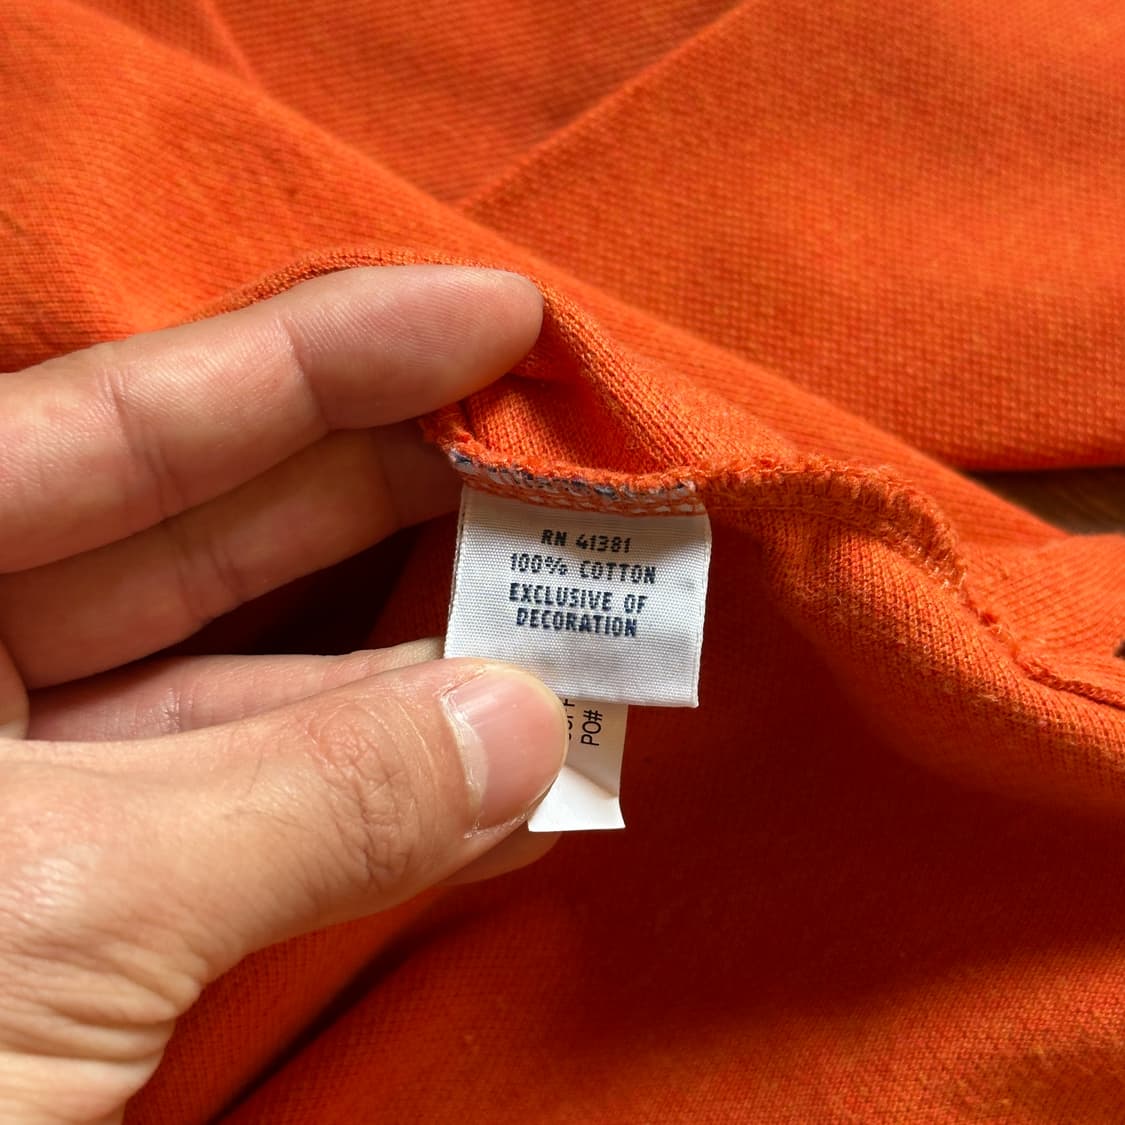 RN 41381
100% COTTON
EXCLUSIVE OF
DECORATION
PO#